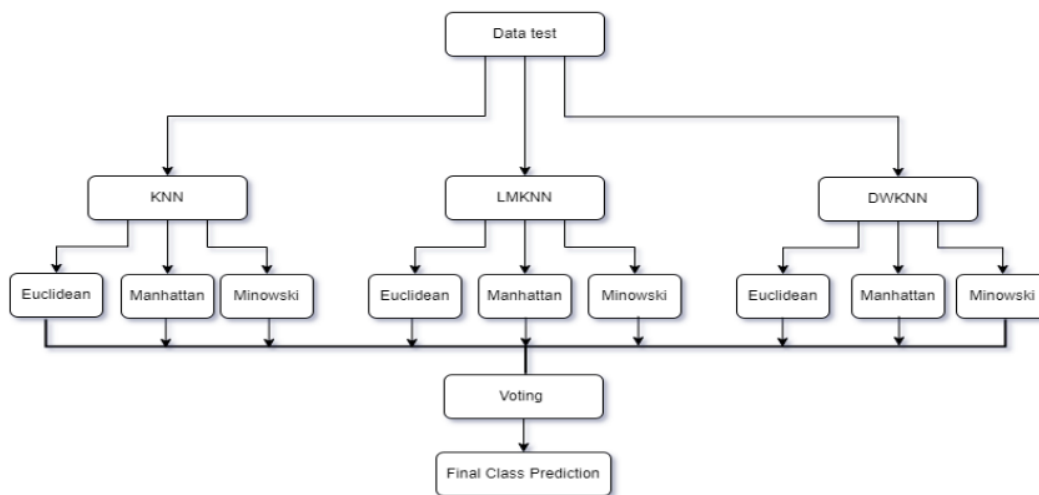 Data test
KNN
LMKNN
DWKNN
Euclidean
Manhattan
Minowski
Euclidean
Manhattan
Minowski
Euclidean
Manhattan
Minowski
Voting
Final Class Prediction